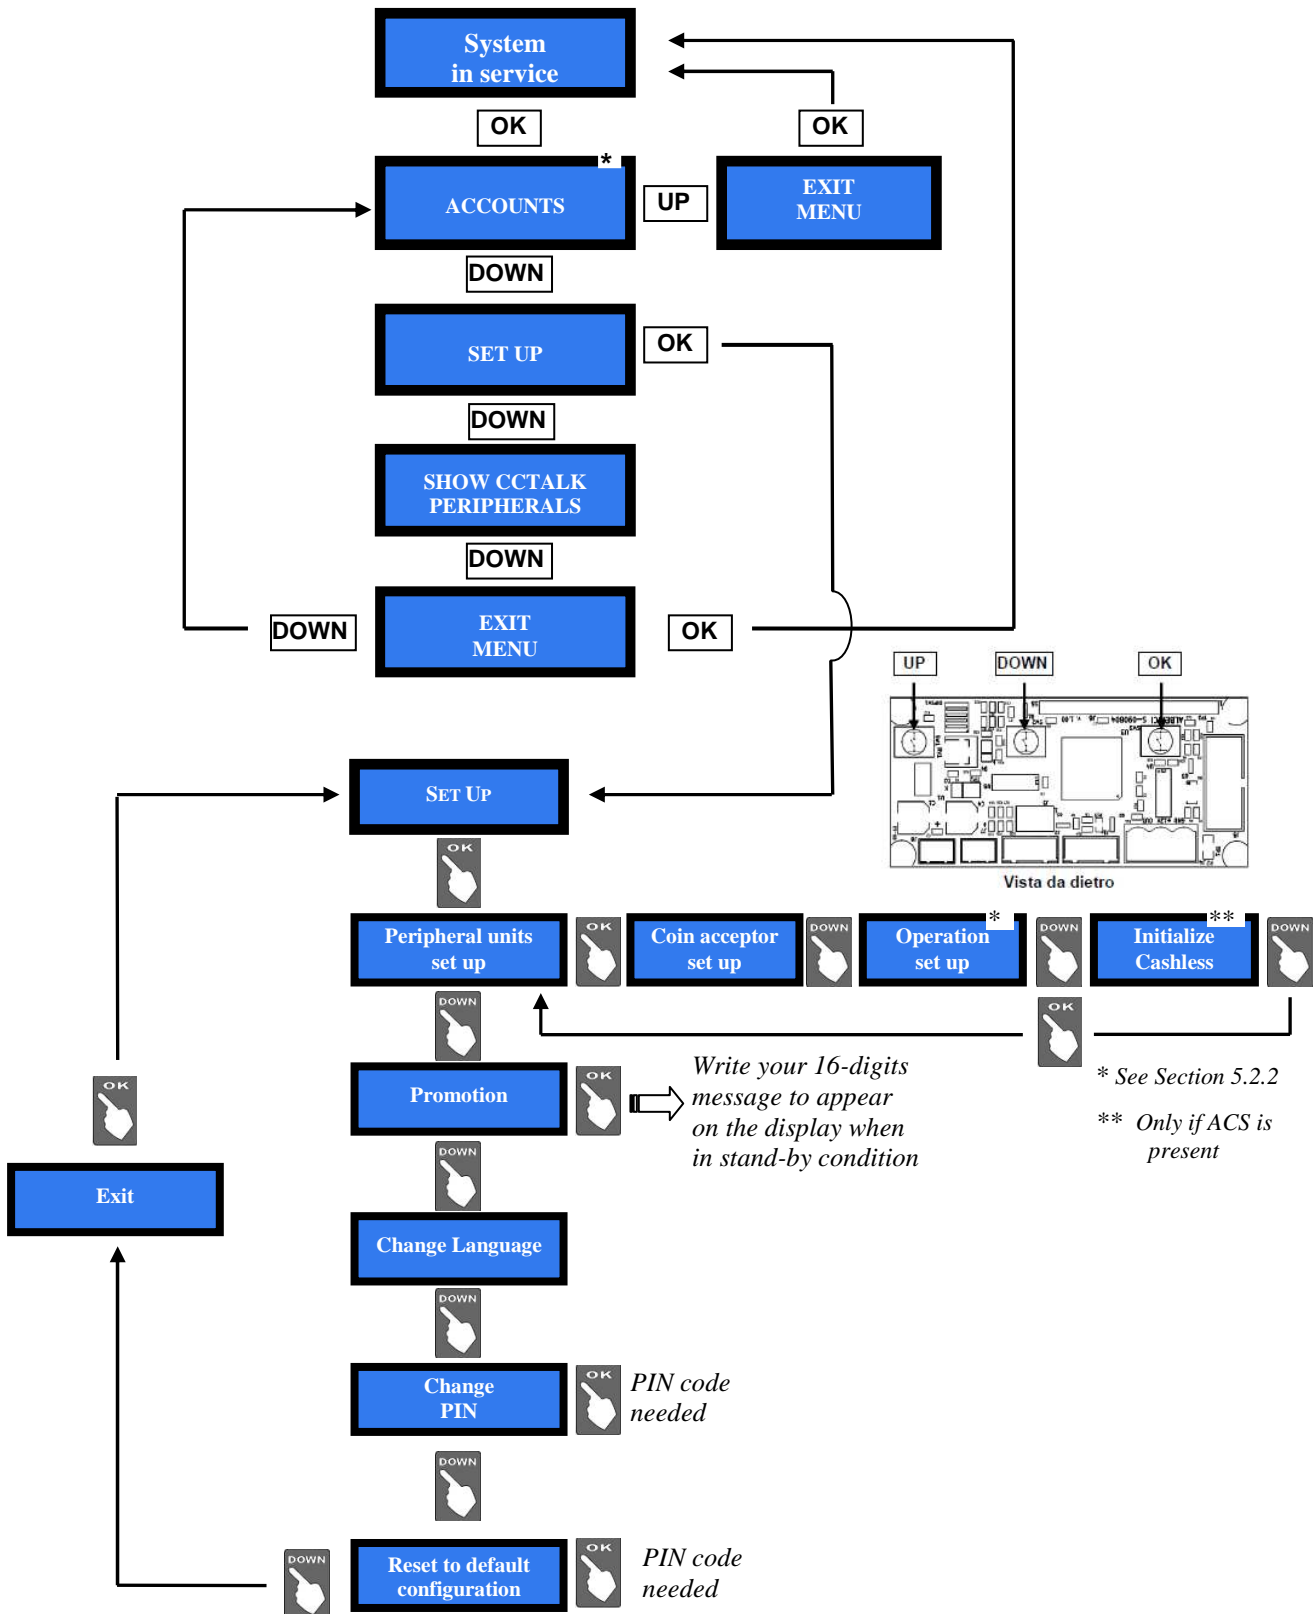 System
in service
OK
OK
*
ACCOUNTS
UP
EXIT
MENU
DOWN
SET UP
OK
DOWN
SHOW CCTALK
PERIPHERALS
DOWN
DOWN
EXIT
MENU
OK
UP
DOWN
OK
ALBERICI S-090804 v. 1.00
Vista da dietro
SET UP
OK
Peripheral units
set up
OK
Coin acceptor
set up
DOWN
*
Operation
set up
DOWN
**
Initialize
Cashless
DOWN
DOWN
OK
Promotion
OK
Write your 16-digits
message to appear
on the display when
in stand-by condition
* See Section 5.2.2
** Only if ACS is
present
OK
DOWN
Exit
Change Language
DOWN
Change
PIN
OK
PIN code
needed
DOWN
DOWN
Reset to default
configuration
OK
PIN code
needed